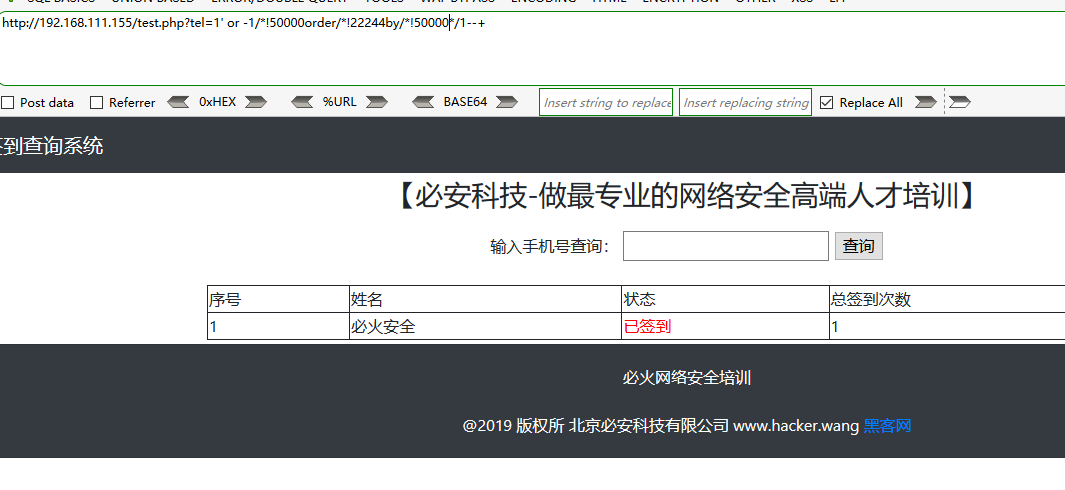 http://192.168.111.155/test.php?tel=1' or -1/*!50000order/*!22244by/*!50000*/1--+
Post data Referrer 0xHEX %URL BASE64 Insert string to replace Insert replacing string Replace All
到查询系统
【必安科技-做最专业的网络安全高端人才培训】
输入手机号查询： 查询
序号 姓名 状态 总签到次数
1 必火安全 已签到 1
必火网络安全培训
@2019 版权所 北京必安科技有限公司 www.hacker.wang 黑客网